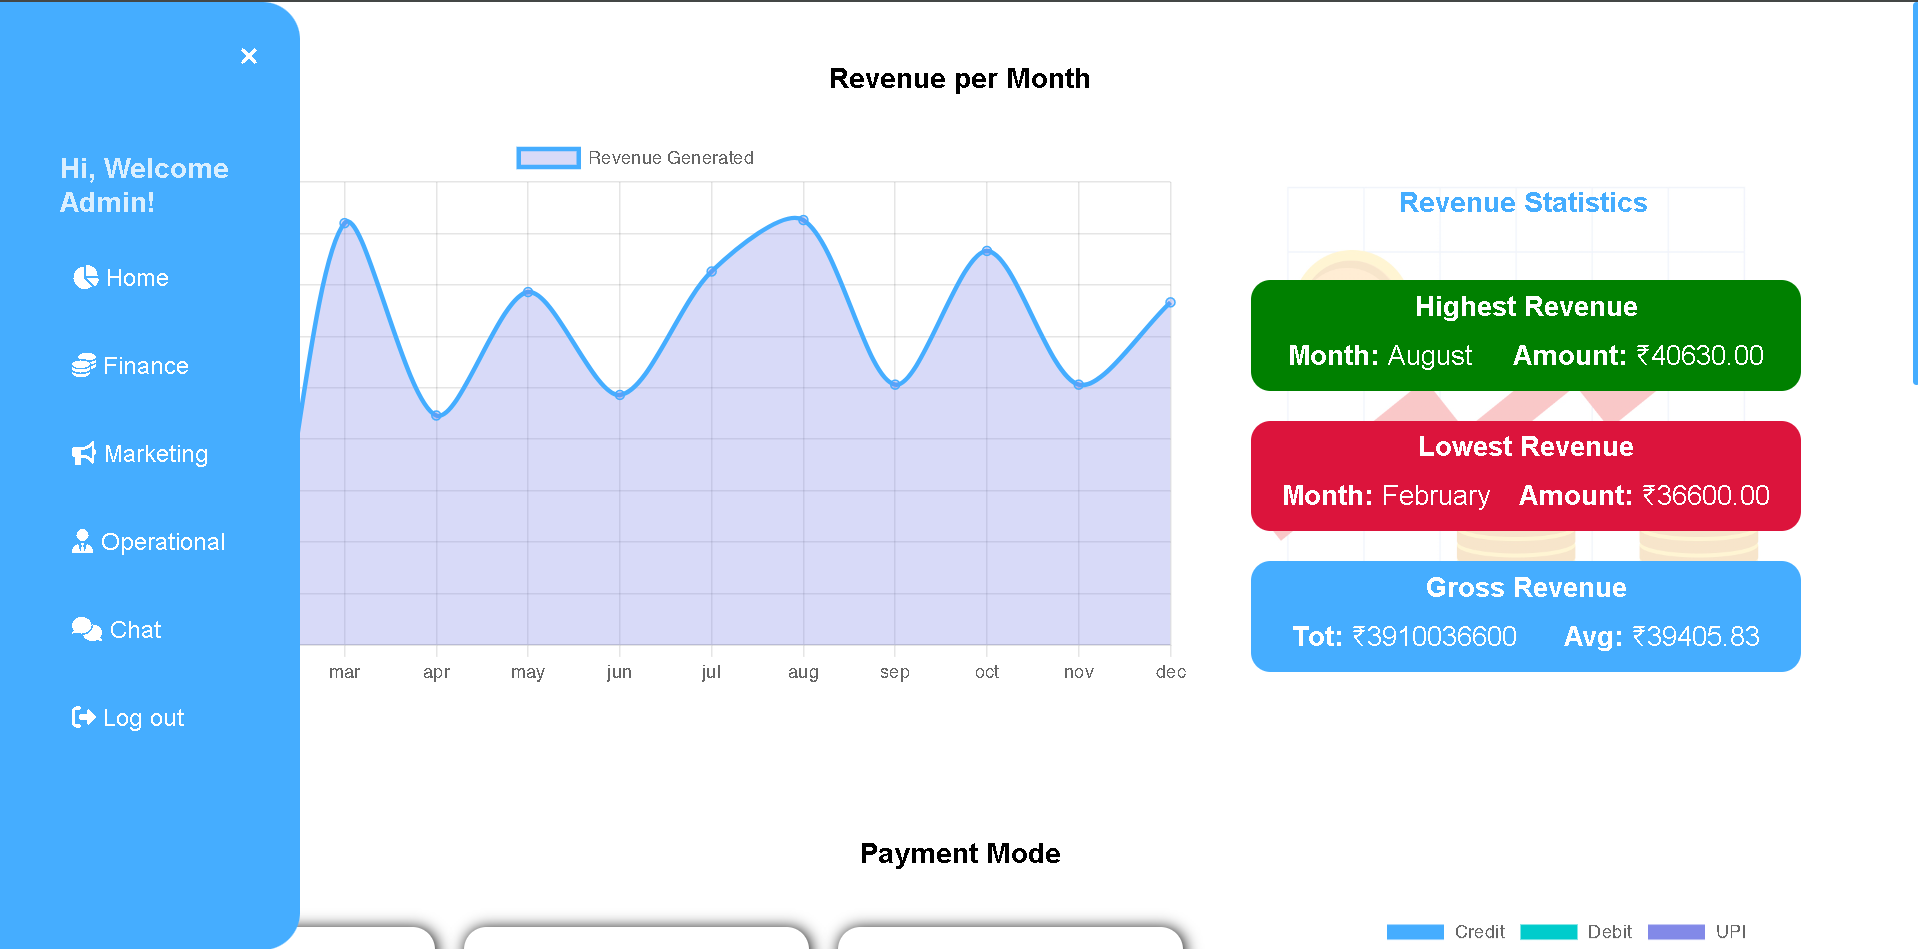 Hi, Welcome
Admin!
Home
Finance
Marketing
Operational
Chat
Log out
Revenue per Month
Revenue Generated
mar apr may jun jul aug sep oct nov dec
Revenue Statistics
Highest Revenue
Month: August Amount: ₹40630.00
Lowest Revenue
Month: February Amount: ₹36600.00
Gross Revenue
Tot: ₹3910036600 Avg: ₹39405.83
Payment Mode
Credit Debit UPI